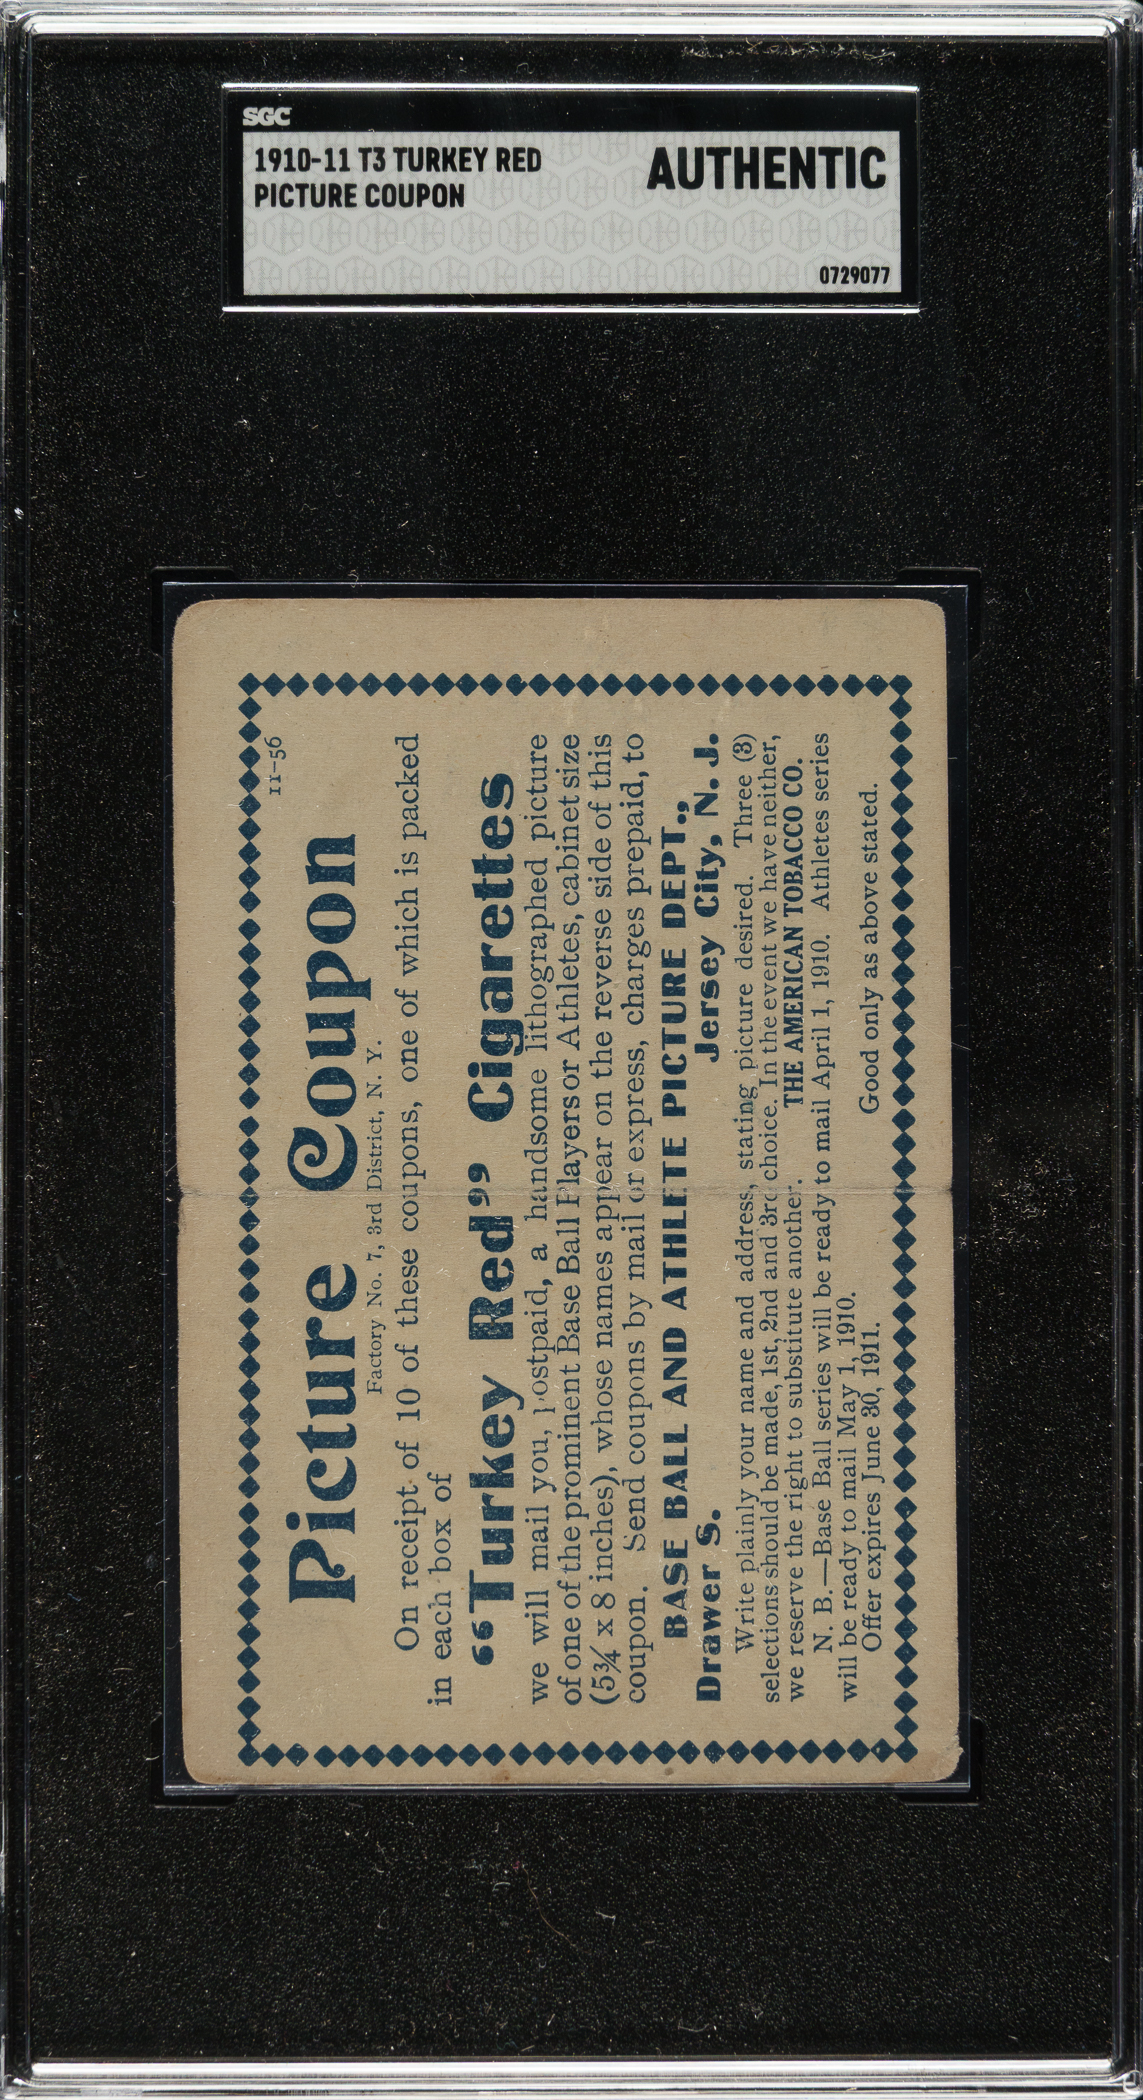 SGC
1910-11 T3 TURKEY RED
PICTURE COUPON
AUTHENTIC
0729077
11-56
Picture Coupon
Factory No. 7, 3rd District, N. Y.
On receipt of 10 of these coupons, one of which is packed
in each box of
“Turkey Red” Cigarettes
we will mail you, postpaid, a handsome lithographed picture
of one of the prominent Base Ball Players or Athletes, cabinet size
(5¾ x 8 inches), whose names appear on the reverse side of this
coupon. Send coupons by mail or express, charges prepaid, to
BASE BALL AND ATHLETE PICTURE DEPT.,
Drawer S. Jersey City, N. J.
Write plainly your name and address, stating picture desired. Three (3)
selections should be made, 1st, 2nd and 3rd choice. In the event we have neither,
we reserve the right to substitute another. THE AMERICAN TOBACCO CO.
N. B.—Base Ball series will be ready to mail April 1, 1910. Athletes series
will be ready to mail May 1, 1910.
Offer expires June 30, 1911. Good only as above stated.